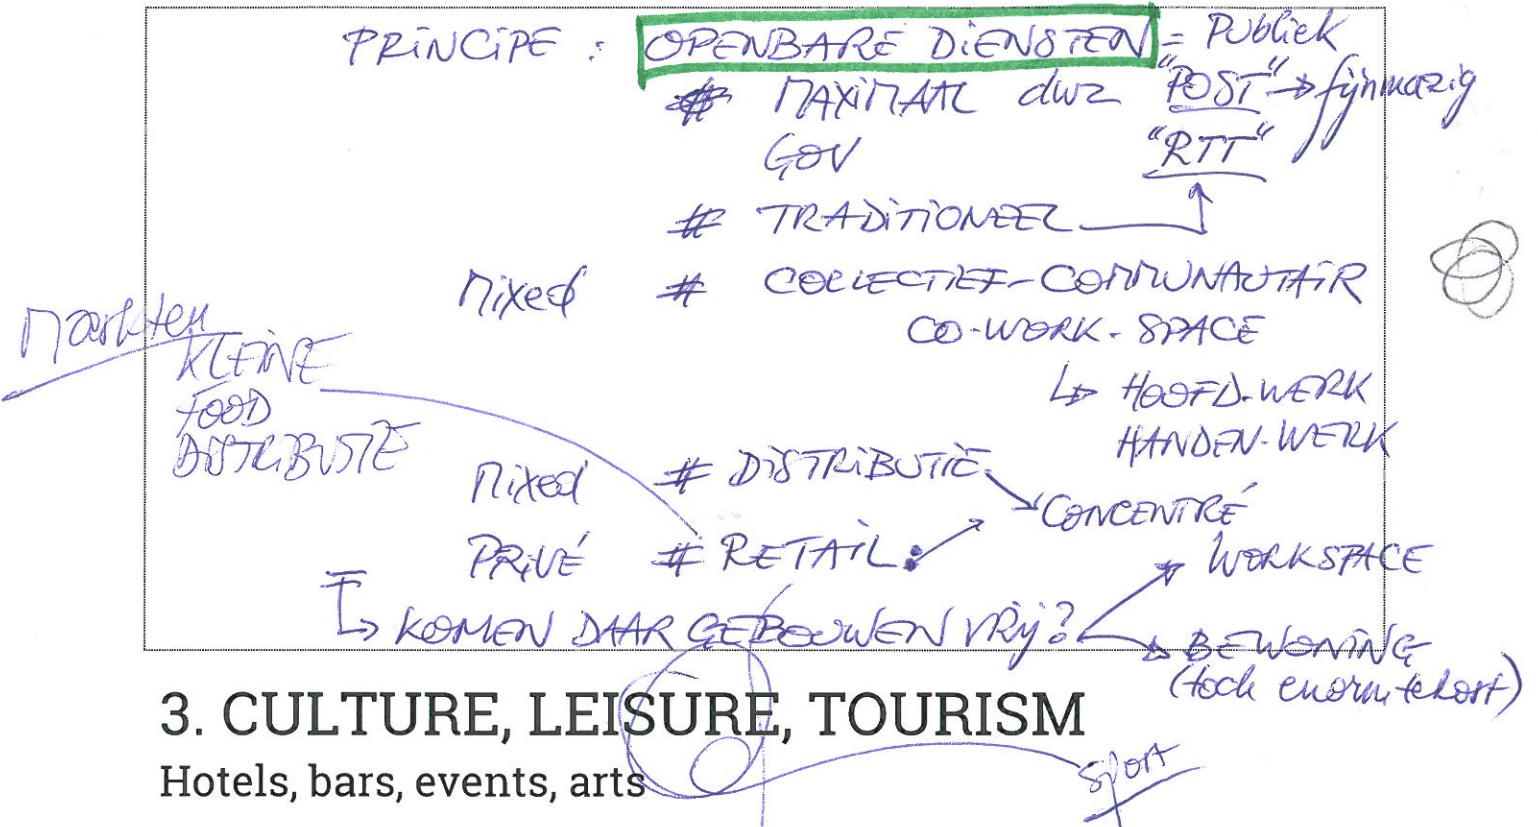 PRINCIPE : OPENBARE DIENSTEN = PUBLIEK
# MAXIMAAL dwz "POST" → fijnmazig
GOV "RTT"
# TRADITIONEEL
Mixed # COLLECTIEF-COMMUNAUTAIR
CO-WORK-SPACE
Markten
KLEINE
FOOD
DISTRIBUTIE
↳ HOOFD-WERK
HANDEN-WERK
Mixed # DISTRIBUTIE
CONCENTRÉ
PRIVÉ # RETAIL:
WORKSPACE
↳ KOMEN DAAR GEBOUWEN VRIJ?
BEWONING
(toch enorm tekort)
3. CULTURE, LEISURE, TOURISM
Hotels, bars, events, arts
Sport